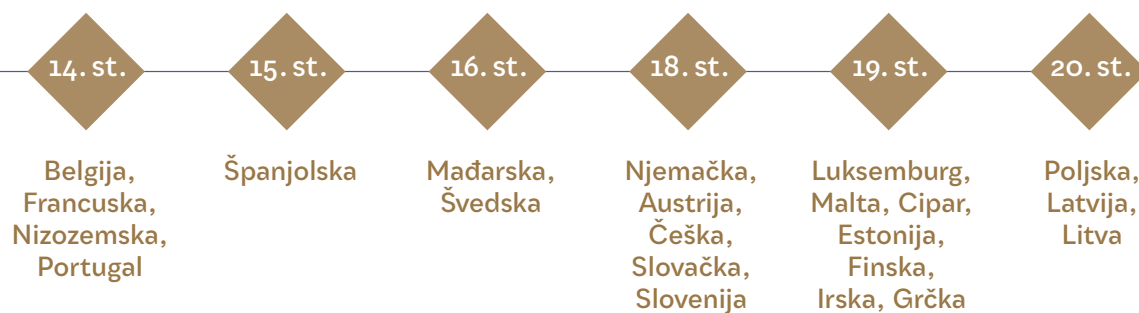 14. st.
Belgija,
Francuska,
Nizozemska,
Portugal
15. st.
Španjolska
16. st.
Mađarska,
Švedska
18. st.
Njemačka,
Austrija,
Češka,
Slovačka,
Slovenija
19. st.
Luksemburg,
Malta, Cipar,
Estonija,
Finska,
Irska, Grčka
20. st.
Poljska,
Latvija,
Litva